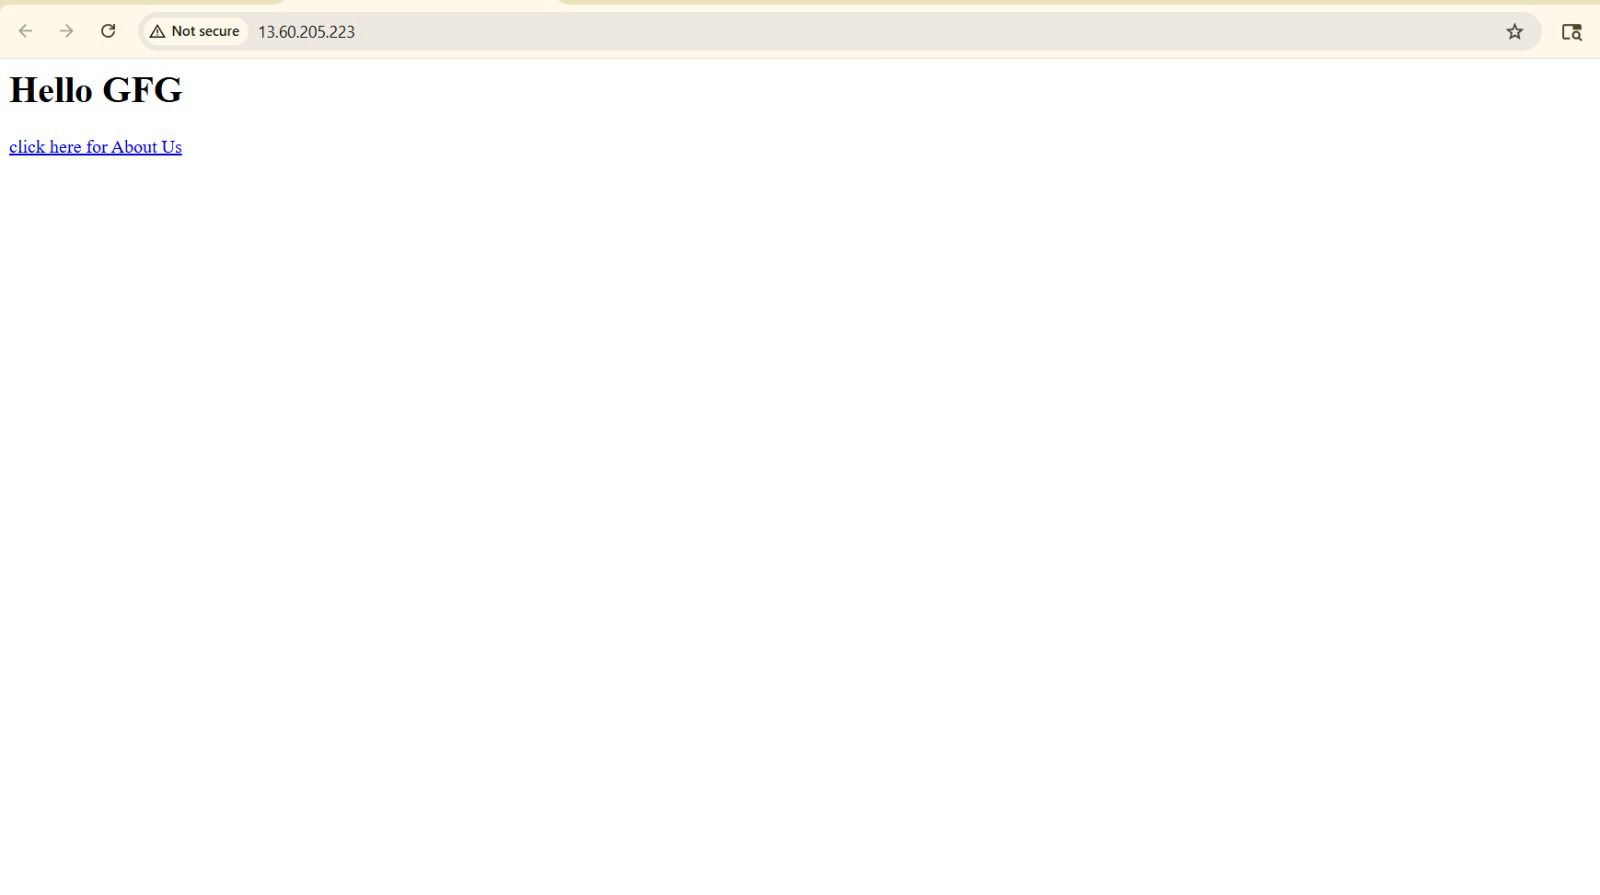 Not secure 13.60.205.223
Hello GFG
click here for About Us